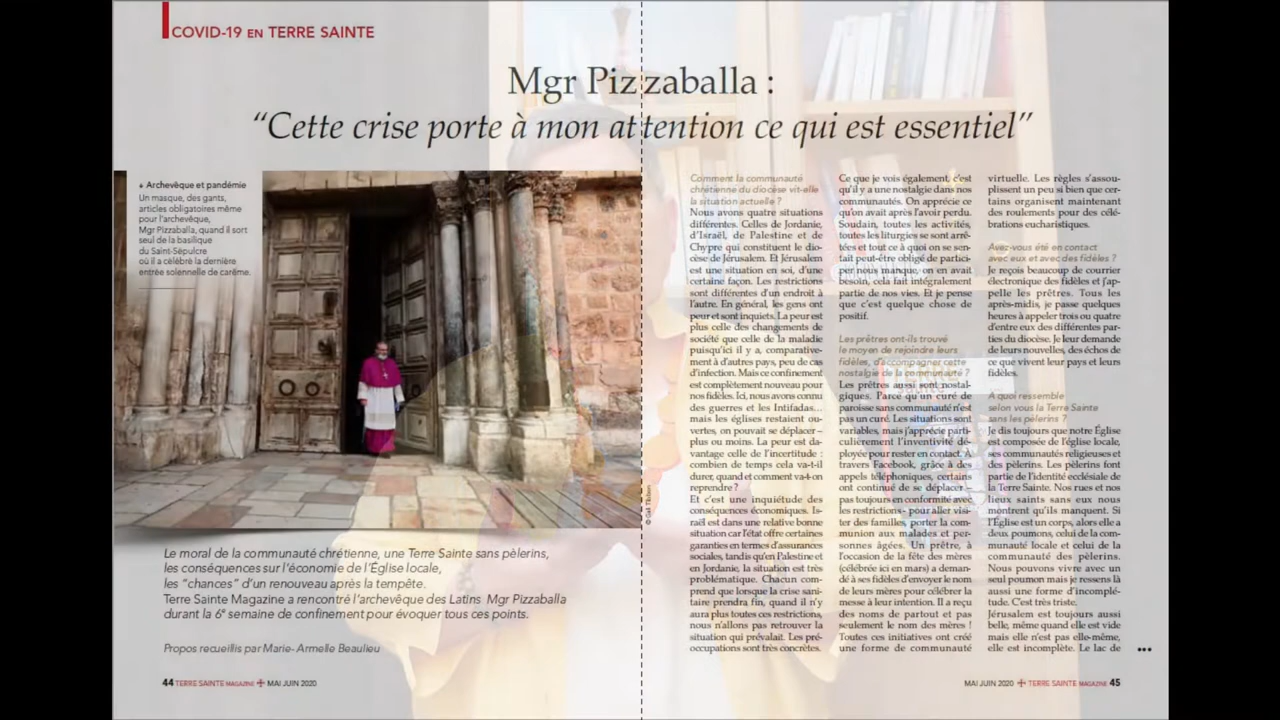 COVID-19 EN TERRE SAINTE
Mgr Pizzaballa :
“Cette crise porte à mon attention ce qui est essentiel”
Archevêque et pandémie
Un masque, des gants,
articles obligatoires même
pour l'archevêque,
Mgr Pizzaballa, quand il sort
seul de la basilique
du Saint-Sépulcre
où il a célébré la dernière
entrée solennelle de carême.
Le moral de la communauté chrétienne, une Terre Sainte sans pèlerins,
les conséquences sur l'économie de l'Église locale,
les “chances” d'un renouveau après la tempête.
Terre Sainte Magazine a rencontré l'archevêque des Latins Mgr Pizzaballa
durant la 6e semaine de confinement pour évoquer tous ces points.
Propos recueillis par Marie-Armelle Beaulieu
44 TERRE SAINTE MAGAZINE ✠ MAI JUIN 2020
Comment la communauté
chrétienne du diocèse vit-elle
la situation actuelle ?
Nous avons quatre situations
différentes. Celles de Jordanie,
d'Israël, de Palestine et de
Chypre qui constituent le dio-
cèse de Jérusalem. Et Jérusalem
est une situation en soi, d'une
certaine façon. Les restrictions
sont différentes d'un endroit à
l'autre. En général, les gens ont
peur et sont inquiets. La peur est
plus celle des changements de
société que celle de la maladie
puisqu'ici il y a, comparative-
ment à d'autres pays, peu de cas
d'infection. Mais ce confinement
est complètement nouveau pour
nos fidèles. Ici, nous avons connu
des guerres et les Intifadas...
mais les églises restaient ou-
vertes, on pouvait se déplacer –
plus ou moins. La peur est da-
vantage celle de l'incertitude :
combien de temps cela va-t-il
durer, quand et comment va-t-on
reprendre ?
Et c'est une inquiétude des
conséquences économiques. Is-
raël est dans une relative bonne
situation car l'état offre certaines
garanties en termes d'assurances
sociales, tandis qu'en Palestine et
en Jordanie, la situation est très
problématique. Chacun com-
prend que lorsque la crise sani-
taire prendra fin, quand il n'y
aura plus toutes ces restrictions,
nous n'allons pas retrouver la
situation qui prévalait. Les pré-
occupations sont très concrètes.
Ce que je vois également, c'est
qu'il y a une nostalgie dans nos
communautés. On apprécie ce
qu'on avait après l'avoir perdu.
Soudain, toutes les activités,
toutes les liturgies se sont arrê-
tées et tout ce à quoi on se sen-
tait peut-être obligé de partici-
per nous manque, on en avait
besoin, cela fait intégralement
partie de nos vies. Et je pense
que c'est quelque chose de
positif.
Les prêtres ont-ils trouvé
le moyen de rejoindre leurs
fidèles, d'accompagner cette
nostalgie de la communauté ?
Les prêtres aussi sont nostal-
giques. Parce qu'un curé de
paroisse sans communauté n'est
pas un curé. Les situations sont
variables, mais j'apprécie parti-
culièrement l'inventivité dé-
ployée pour rester en contact. À
travers Facebook, grâce à des
appels téléphoniques, certains
ont continué de se déplacer –
pas toujours en conformité avec
les restrictions - pour aller visi-
ter des familles, porter la com-
munion aux malades et per-
sonnes âgées. Un prêtre, à
l'occasion de la fête des mères
(célébrée ici en mars) a deman-
dé à ses fidèles d'envoyer le nom
de leurs mères pour célébrer la
messe à leur intention. Il a reçu
des noms de partout et pas
seulement le nom des mères !
Toutes ces initiatives ont créé
une forme de communauté
virtuelle. Les règles s'assou-
plissent un peu si bien que cer-
tains organisent maintenant
des roulements pour des célé-
brations eucharistiques.
Avez-vous été en contact
avec eux et avec des fidèles ?
Je reçois beaucoup de courrier
électronique des fidèles et j'ap-
pelle les prêtres. Tous les
après-midis, je passe quelques
heures à appeler trois ou quatre
d'entre eux des différentes par-
ties du diocèse. Je leur demande
de leurs nouvelles, des échos de
ce que vivent leur pays et leurs
fidèles.
À quoi ressemble
selon vous la Terre Sainte
sans les pèlerins ?
Je dis toujours que notre Église
est composée de l'église locale,
ses communautés religieuses et
des pèlerins. Les pèlerins font
partie de l'identité ecclésiale de
la Terre Sainte. Nos rues et nos
lieux saints sans eux nous
montrent qu'ils manquent. Si
l'Église est un corps, alors elle a
deux poumons, celui de la com-
munauté locale et celui de la
communauté des pèlerins.
Nous pouvons vivre avec un
seul poumon mais je ressens là
aussi une forme d'incomplé-
tude. C'est très triste.
Jérusalem est toujours aussi
belle, même quand elle est vide
mais elle n'est pas elle-même,
elle est incomplète. Le lac de
•••
MAI JUIN 2020 ✠ TERRE SAINTE MAGAZINE 45